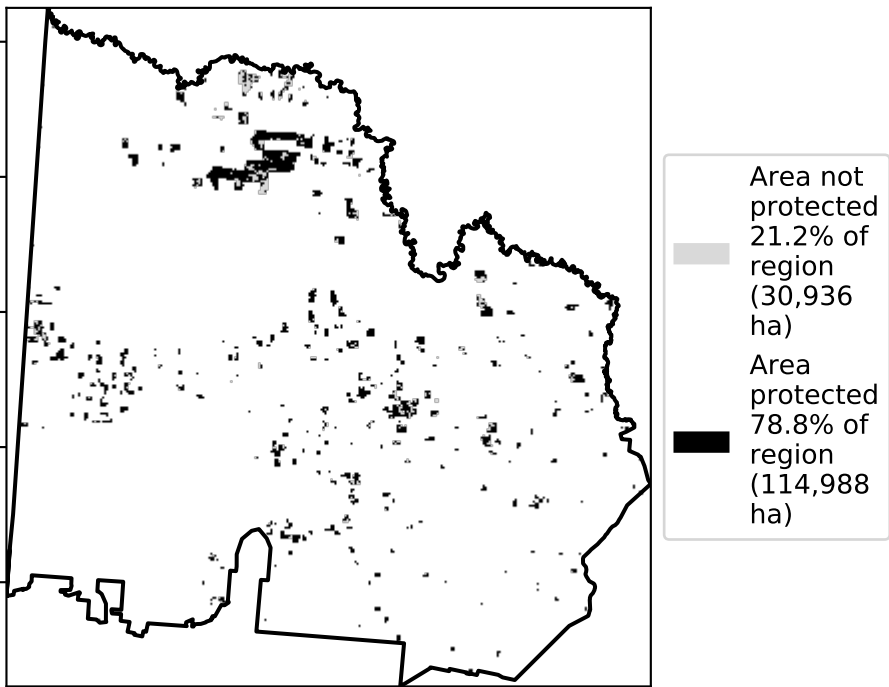 Area not
protected
21.2% of
region
(30,936
ha)
Area
protected
78.8% of
region
(114,988
ha)